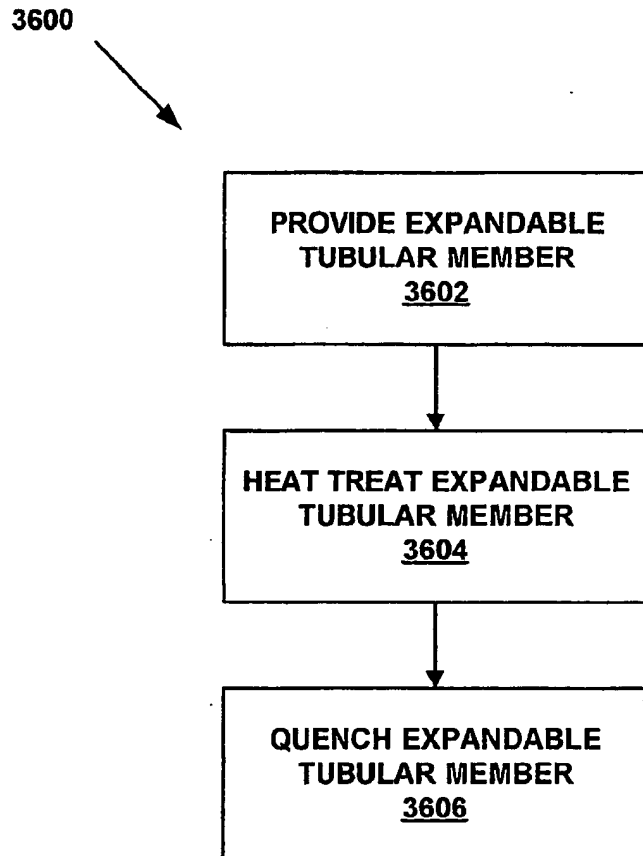 3600
PROVIDE EXPANDABLE
TUBULAR MEMBER
3602
HEAT TREAT EXPANDABLE
TUBULAR MEMBER
3604
QUENCH EXPANDABLE
TUBULAR MEMBER
3606